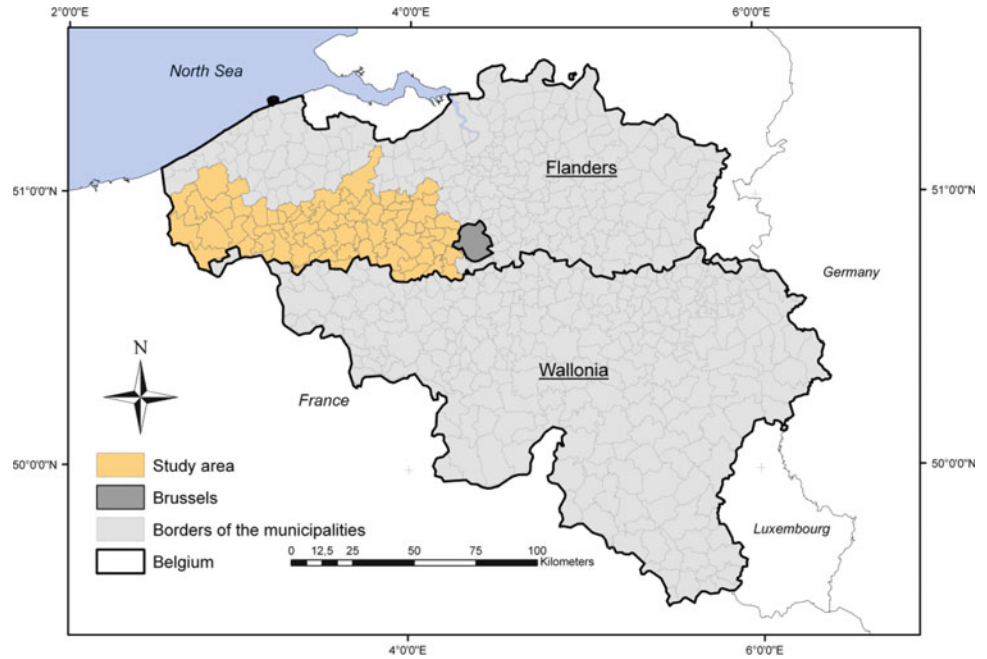 2°0'0"E 4°0'0"E 6°0'0"E
North Sea
Flanders
51°0'0"N 51°0'0"N
Germany
Wallonia
N
France
50°0'0"N 50°0'0"N
Study area
Brussels
Borders of the municipalities
Luxembourg
Belgium
0 12,5 25 50 75 100
Kilometers
4°0'0"E 6°0'0"E